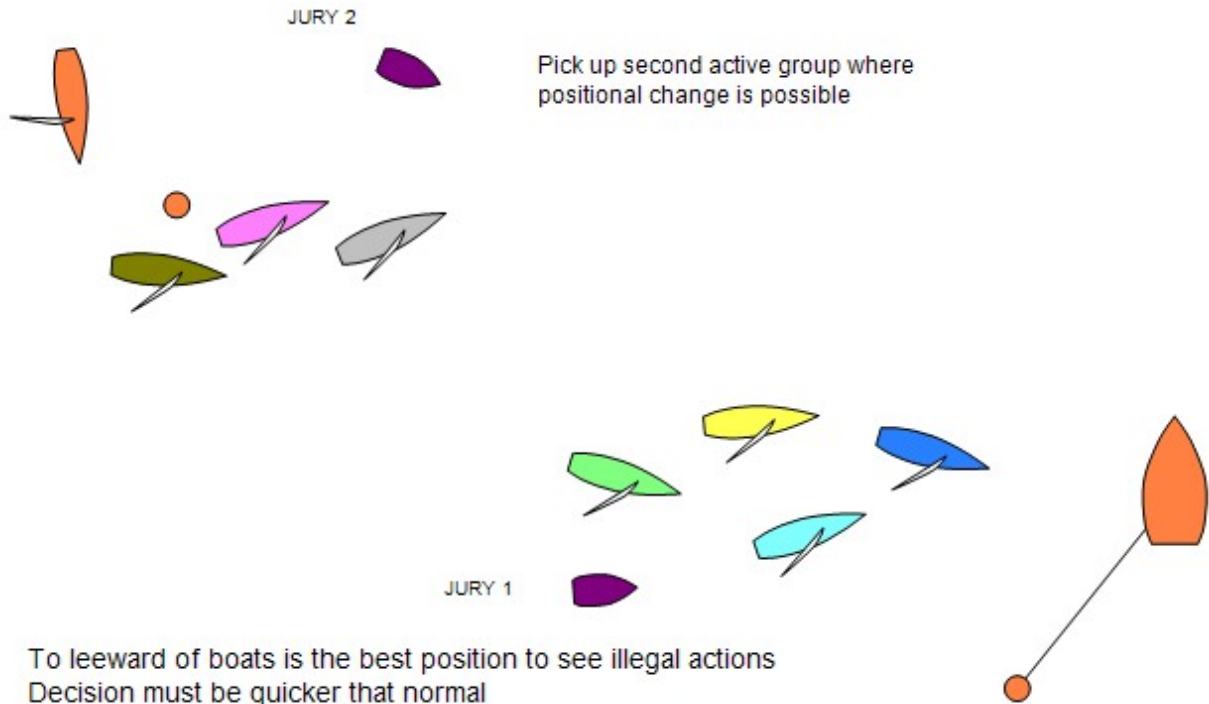 JURY 2
Pick up second active group where
positional change is possible
JURY 1
To leeward of boats is the best position to see illegal actions
Decision must be quicker that normal